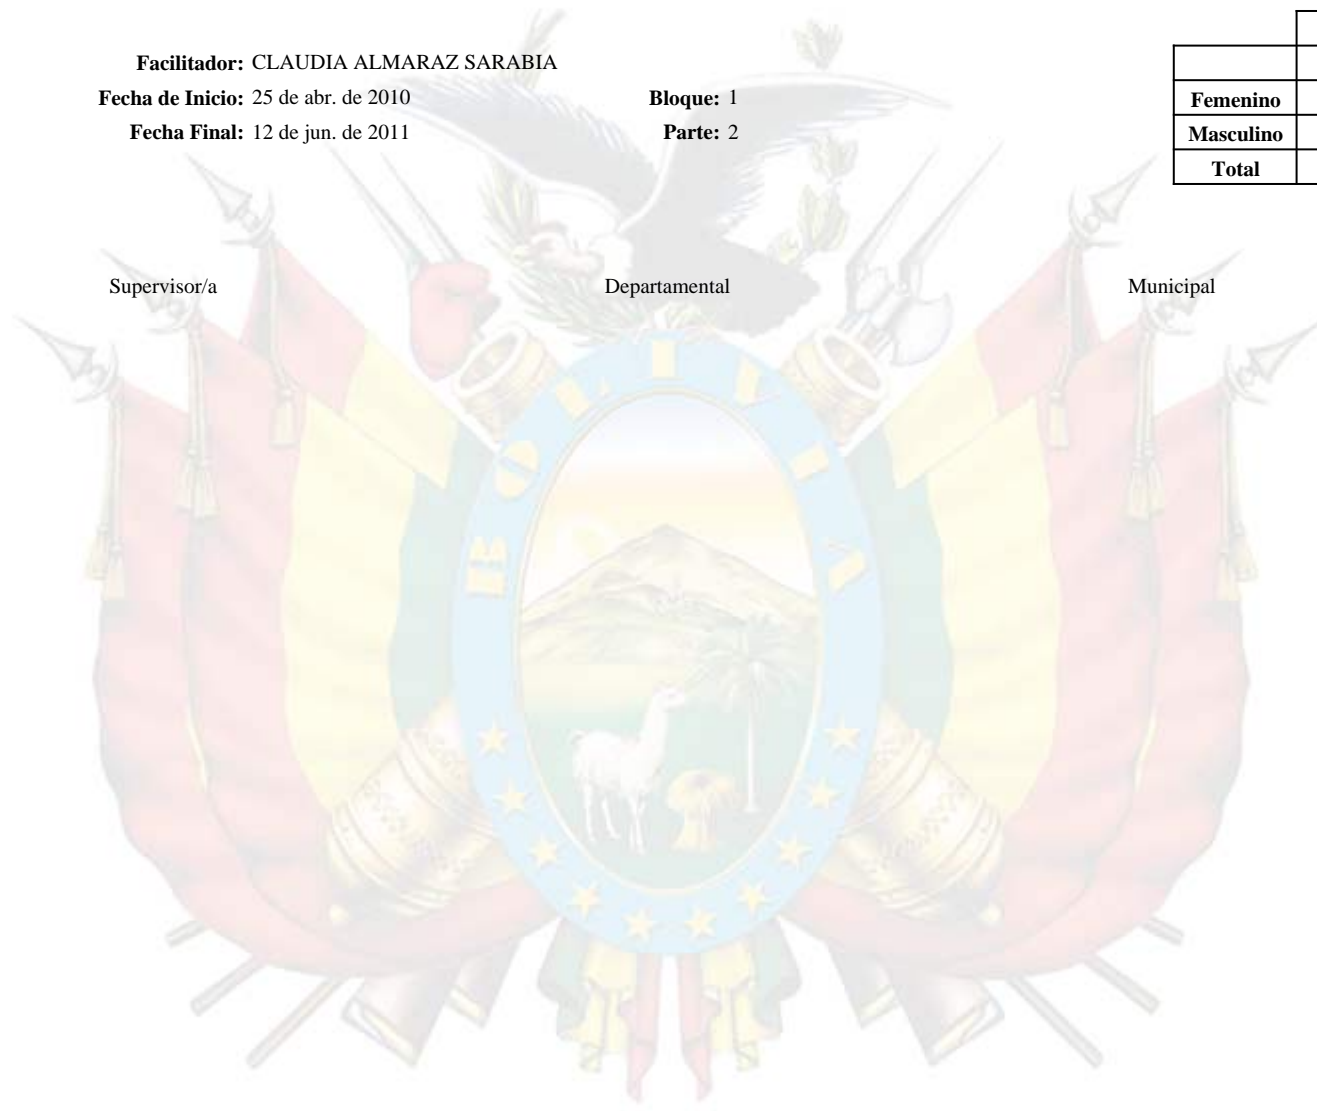 Facilitador: CLAUDIA ALMARAZ SARABIA
Fecha de Inicio: 25 de abr. de 2010 Bloque: 1
Fecha Final: 12 de jun. de 2011 Parte: 2
Femenino
Masculino
Total
Supervisor/a Departamental Municipal
BOLIVIA